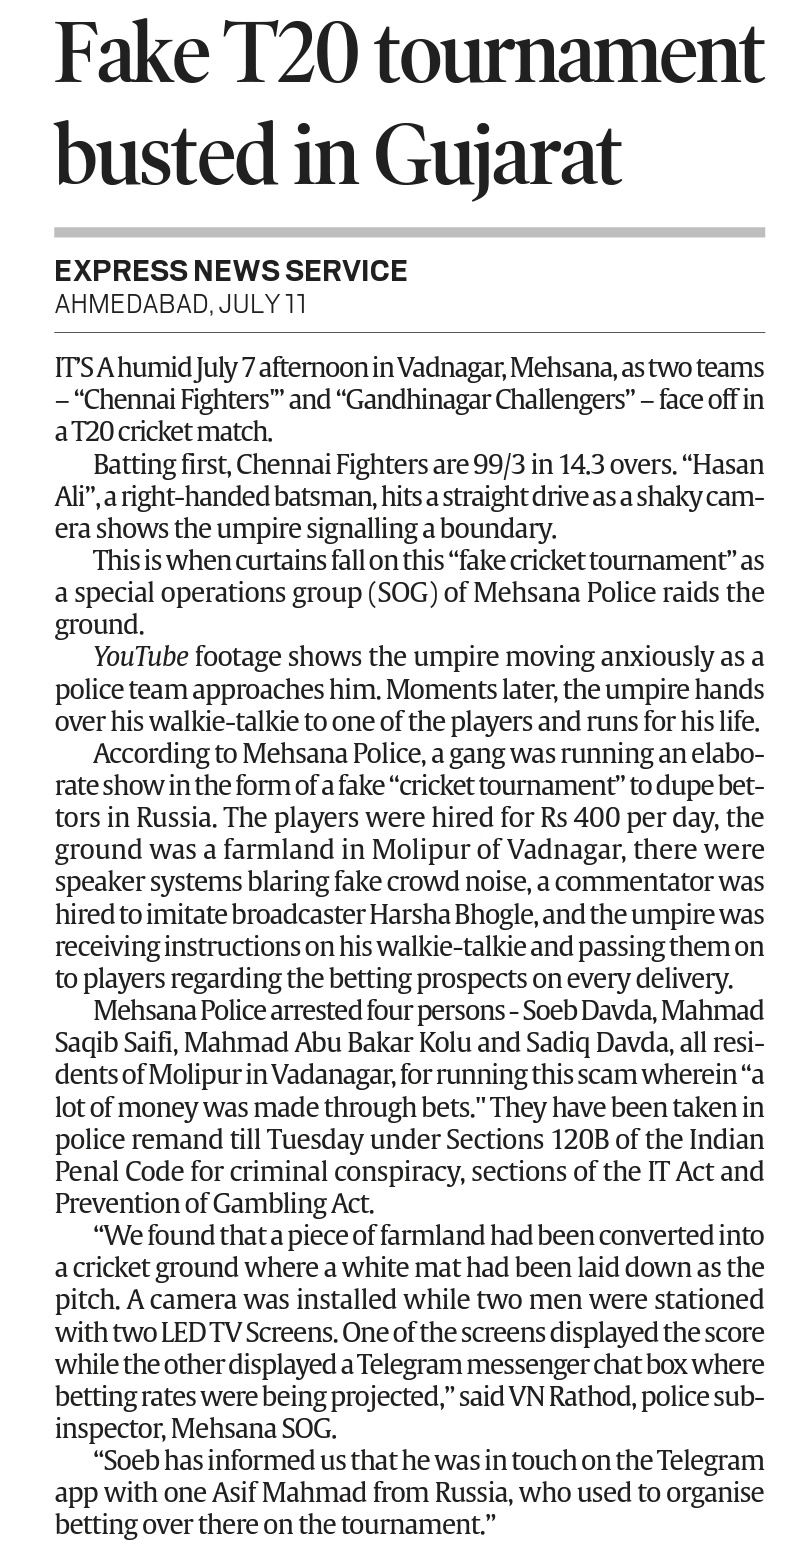 Fake T20 tournament
busted in Gujarat
EXPRESS NEWS SERVICE
AHMEDABAD, JULY 11
IT'S A humid July 7 afternoon in Vadnagar, Mehsana, as two teams
– “Chennai Fighters'” and “Gandhinagar Challengers” – face off in
a T20 cricket match.
Batting first, Chennai Fighters are 99/3 in 14.3 overs. “Hasan
Ali”, a right-handed batsman, hits a straight drive as a shaky cam-
era shows the umpire signalling a boundary.
This is when curtains fall on this “fake cricket tournament” as
a special operations group (SOG) of Mehsana Police raids the
ground.
YouTube footage shows the umpire moving anxiously as a
police team approaches him. Moments later, the umpire hands
over his walkie-talkie to one of the players and runs for his life.
According to Mehsana Police, a gang was running an elabo-
rate show in the form of a fake “cricket tournament” to dupe bet-
tors in Russia. The players were hired for Rs 400 per day, the
ground was a farmland in Molipur of Vadnagar, there were
speaker systems blaring fake crowd noise, a commentator was
hired to imitate broadcaster Harsha Bhogle, and the umpire was
receiving instructions on his walkie-talkie and passing them on
to players regarding the betting prospects on every delivery.
Mehsana Police arrested four persons - Soeb Davda, Mahmad
Saqib Saifi, Mahmad Abu Bakar Kolu and Sadiq Davda, all resi-
dents of Molipur in Vadanagar, for running this scam wherein “a
lot of money was made through bets." They have been taken in
police remand till Tuesday under Sections 120B of the Indian
Penal Code for criminal conspiracy, sections of the IT Act and
Prevention of Gambling Act.
“We found that a piece of farmland had been converted into
a cricket ground where a white mat had been laid down as the
pitch. A camera was installed while two men were stationed
with two LED TV Screens. One of the screens displayed the score
while the other displayed a Telegram messenger chat box where
betting rates were being projected,” said VN Rathod, police sub-
inspector, Mehsana SOG.
“Soeb has informed us that he was in touch on the Telegram
app with one Asif Mahmad from Russia, who used to organise
betting over there on the tournament.”